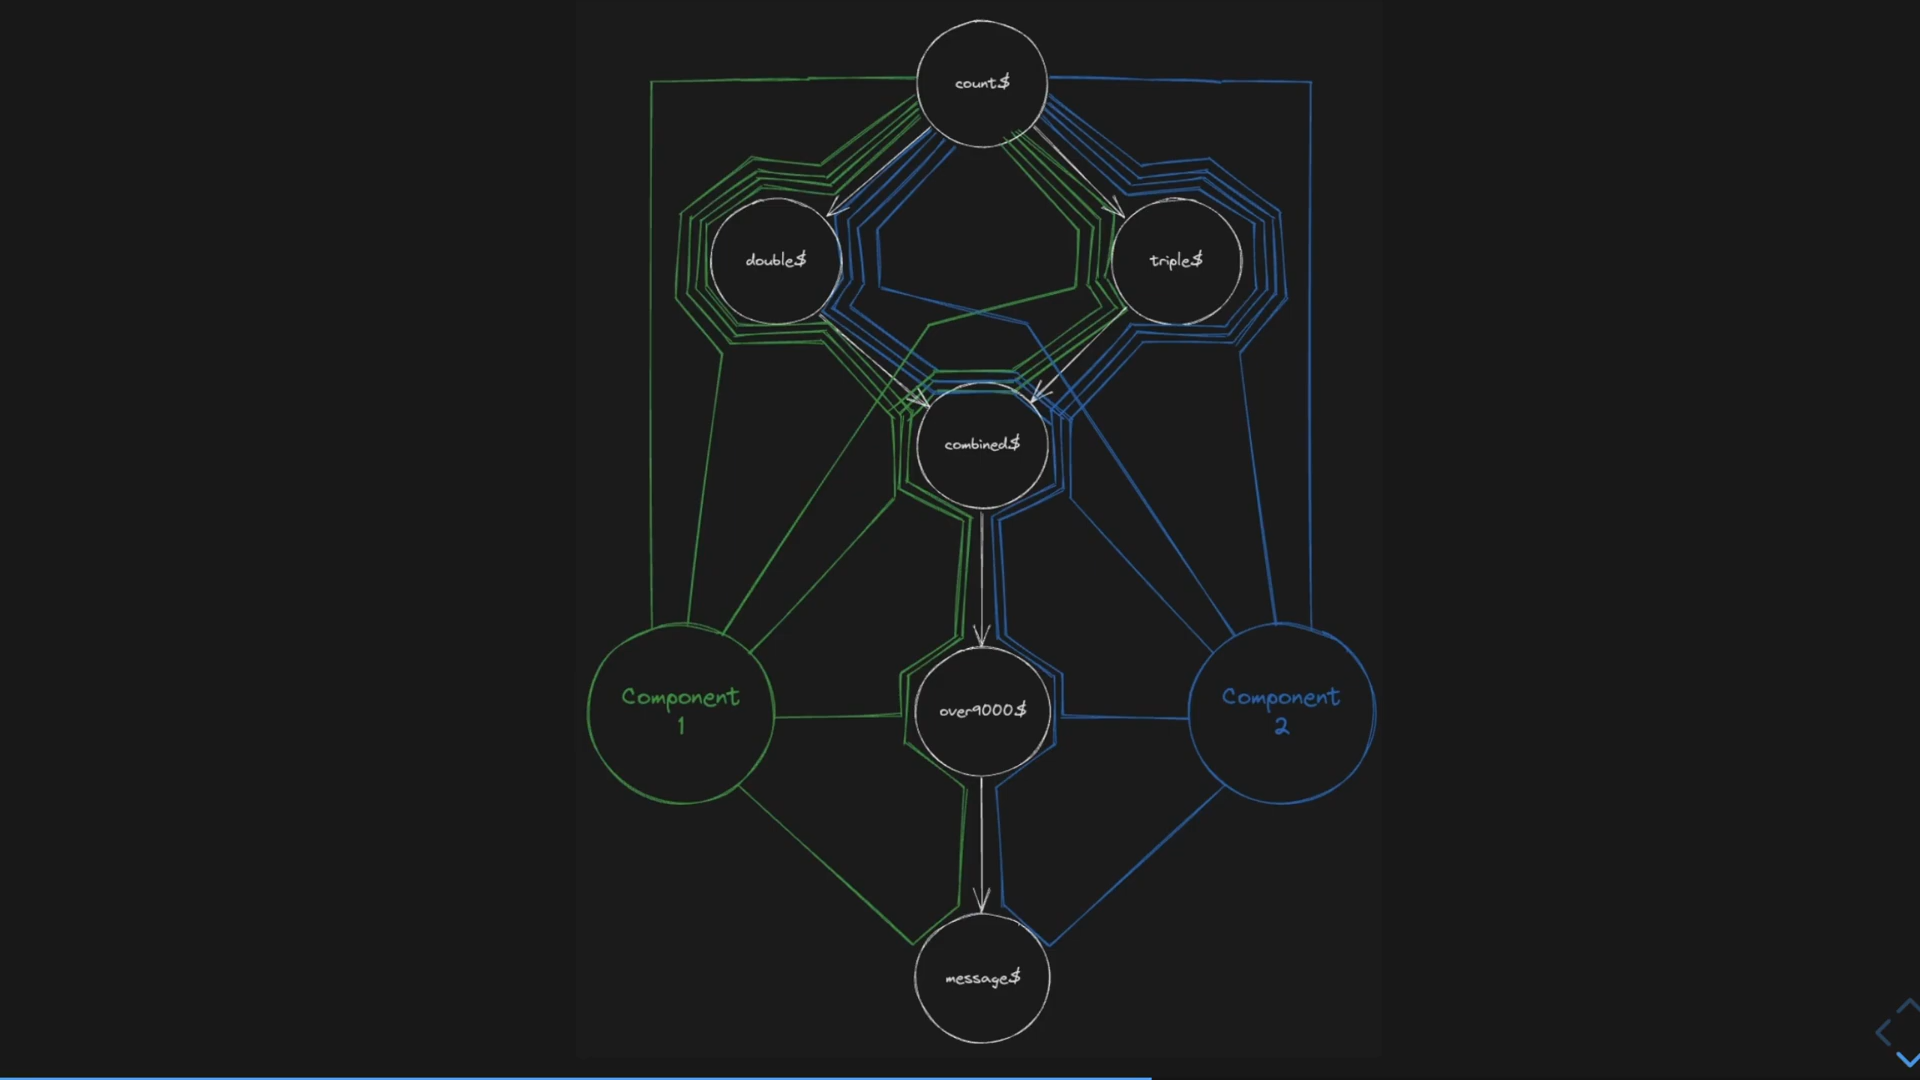 count$
double$
triple$
combined$
Component
1
over9000$
Component
2
message$